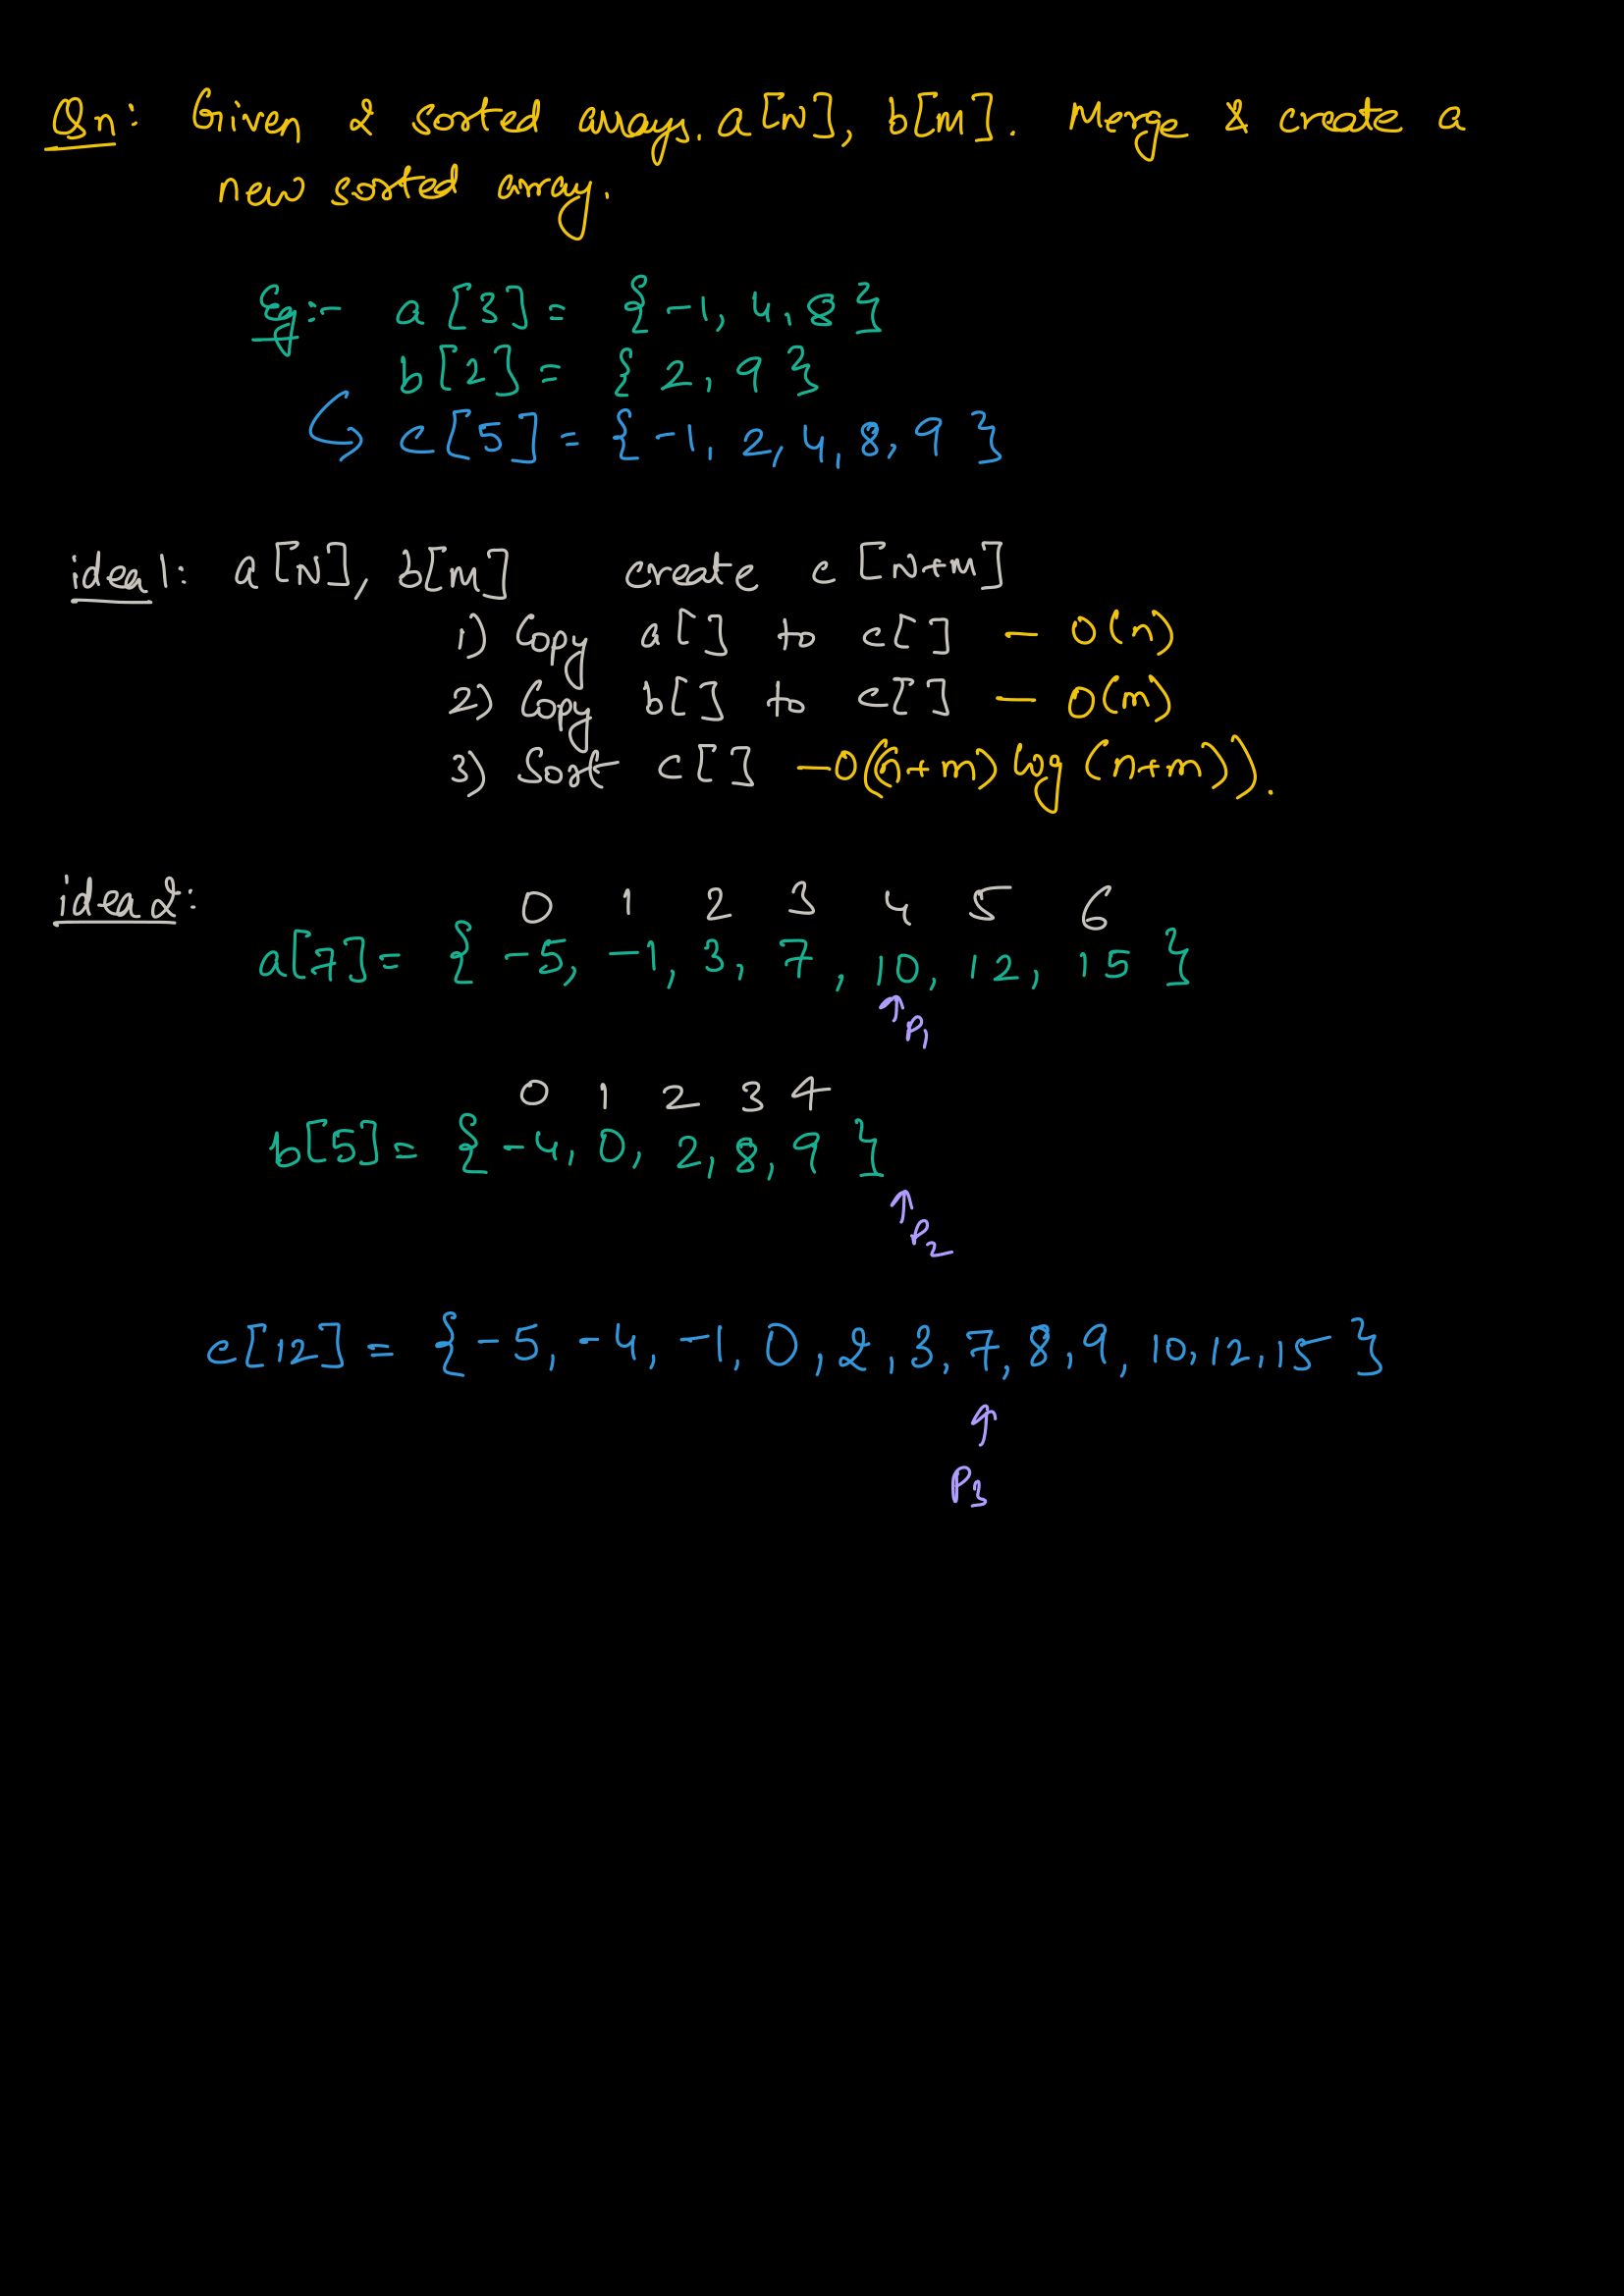 Qn: Given 2 sorted arrays. a[N], b[M]. Merge & create a
new sorted array.
Eg:- a[3] = {-1, 4, 8}
b[2] = {2, 9}
c[5] = {-1, 2, 4, 8, 9}
idea 1: a[N], b[M] create c[N+M]
1) Copy a[] to c[] - O(n)
2) Copy b[] to c[] - O(m)
3) Sort c[] - O((n+m) log (n+m)).
idea 2:
0 1 2 3 4 5 6
a[7] = {-5, -1, 3, 7, 10, 12, 15}
↑P1
0 1 2 3 4
b[5] = {-4, 0, 2, 8, 9}
↑P2
c[12] = {-5, -4, -1, 0, 2, 3, 7, 8, 9, 10, 12, 15}
↑
P3